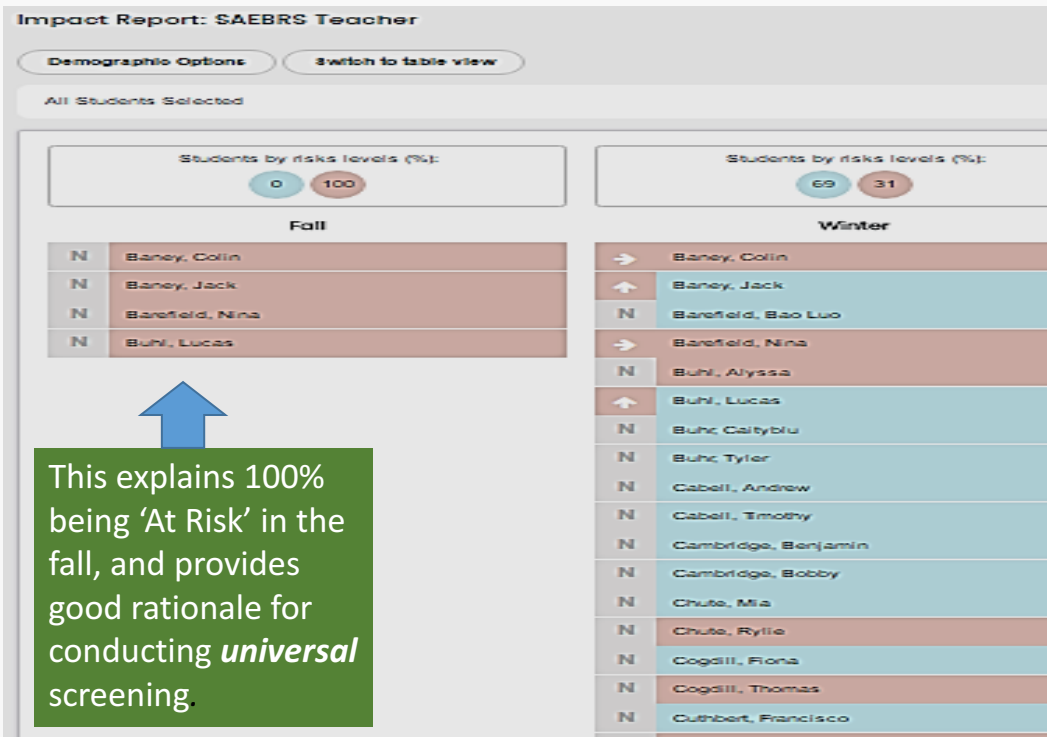 Impact Report: SAEBRS Teacher
Demographic Options
Switch to table view
All Students Selected
Students by risks levels (%):
0 100
Fall
N Baney, Colin
N Baney, Jack
N Barefield, Nina
N Buhl, Lucas
This explains 100%
being ‘At Risk’ in the
fall, and provides
good rationale for
conducting universal
screening.
Students by risks levels (%):
69 31
Winter
Baney, Colin
Baney, Jack
N Barefield, Bao Luo
Barefield, Nina
N Buhl, Alyssa
Buhl, Lucas
N Buhr, Caityblu
N Buhr, Tyler
N Cabell, Andrew
N Cabell, Timothy
N Cambridge, Benjamin
N Cambridge, Bobby
N Chute, Mia
N Chute, Rylie
N Cogdill, Fiona
N Cogdill, Thomas
N Cuthbert, Francisco